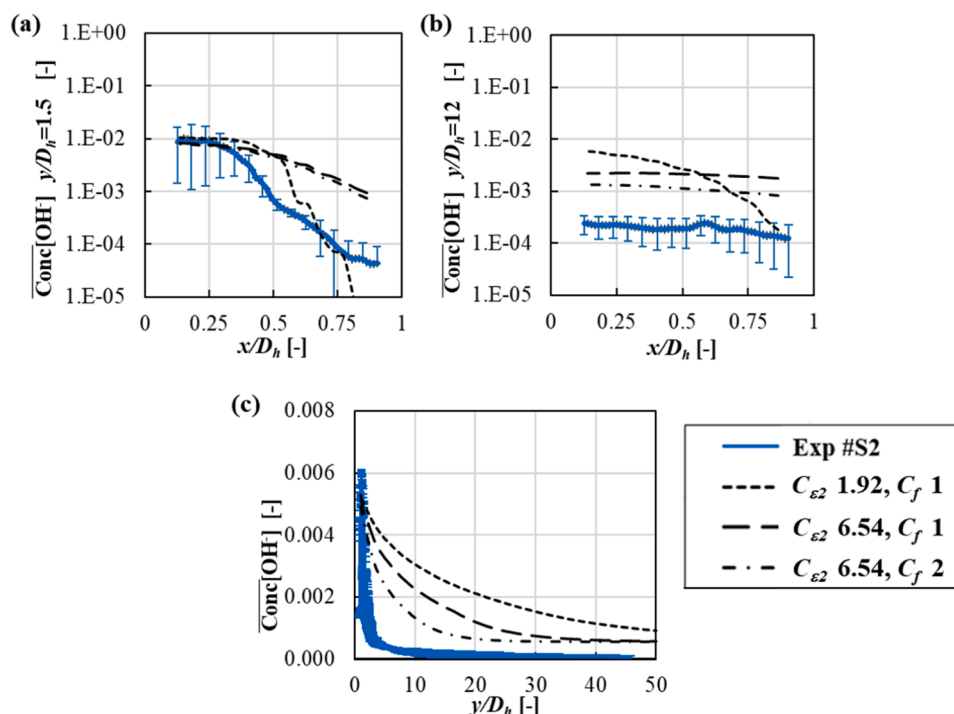 (a)
1.E+00
1.E-01
1.E-02
1.E-03
1.E-04
1.E-05
Conc[OH-] y/Dh=1.5 [-]
0 0.25 0.5 0.75 1
x/Dh [-]
(b)
1.E+00
1.E-01
1.E-02
1.E-03
1.E-04
1.E-05
Conc[OH-] y/Dh=12 [-]
0 0.25 0.5 0.75 1
x/Dh [-]
(c)
0.008
0.006
0.004
0.002
0.000
Conc[OH-] [-]
0 10 20 30 40 50
y/Dh [-]
Exp #S2
Cε2 1.92, Cf 1
Cε2 6.54, Cf 1
Cε2 6.54, Cf 2